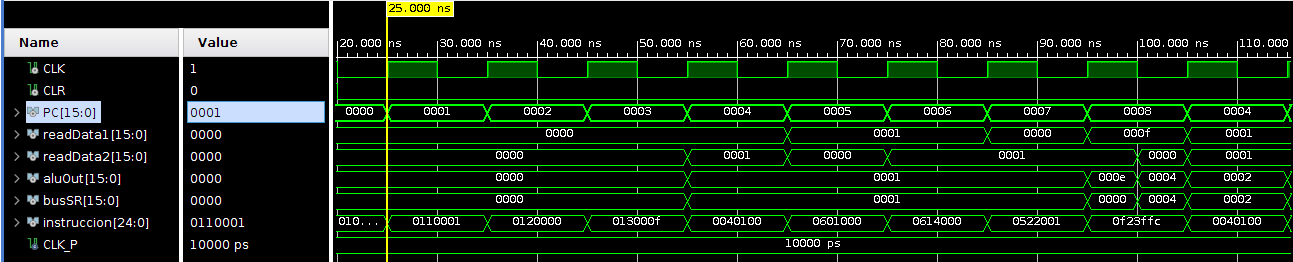 25.000 ns
Name Value
20.000 ns 30.000 ns 40.000 ns 50.000 ns 60.000 ns 70.000 ns 80.000 ns 90.000 ns 100.000 ns 110.000
CLK 1
CLR 0
PC[15:0] 0001 0000 0001 0002 0003 0004 0005 0006 0007 0008 0004
readData1[15:0] 0000 0000 0001 0000 000f 0001
readData2[15:0] 0000 0000 0001 0000 0001 0000 0001
aluOut[15:0] 0000 0000 0001 000e 0004 0002
busSR[15:0] 0000 0000 0001 0000 0004 0002
instruccion[24:0] 0110001 010... 0110001 0120000 013000f 0040100 0601000 0614000 0522001 0f23ffc 0040100
CLK_P 10000 ps 10000 ps